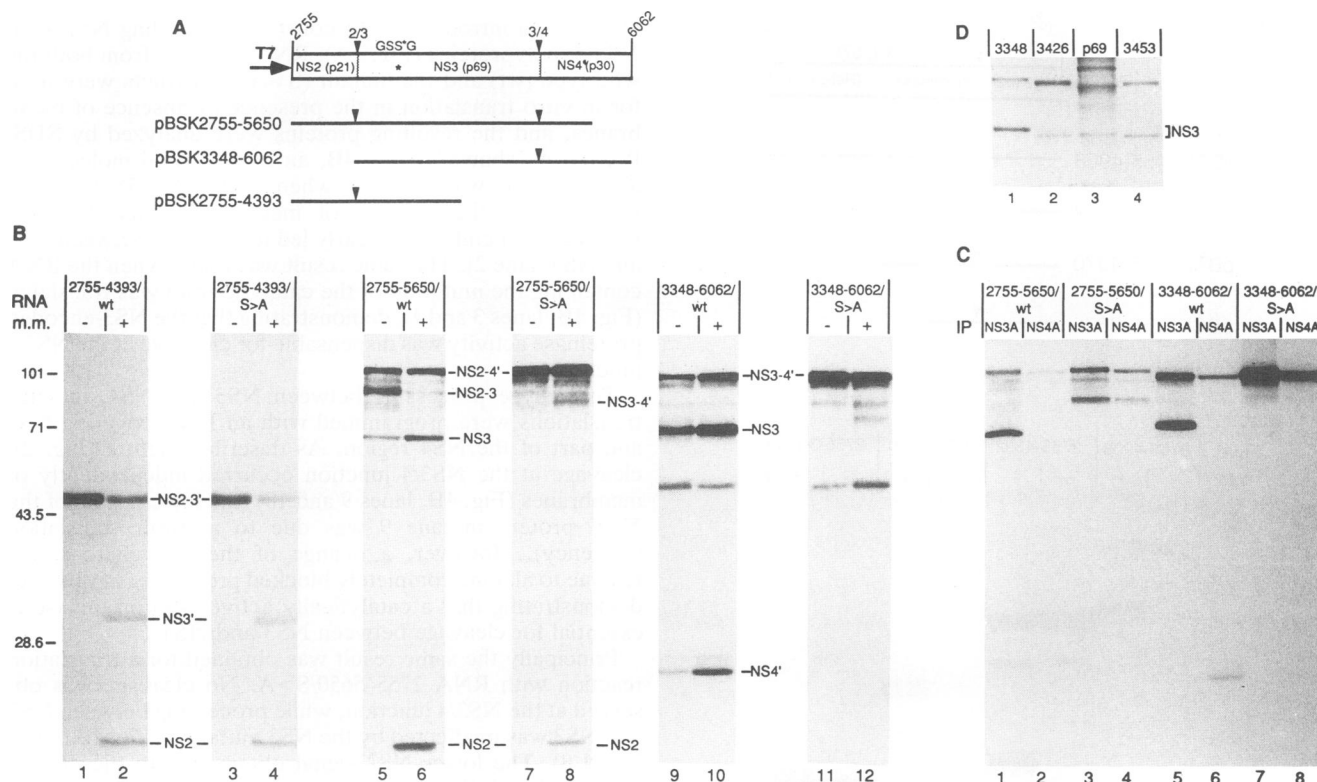 A
2755
2/3
GSS*G
3/4
6062
T7
NS2 (p21)
*
NS3 (p69)
NS4'(p30)
pBSK2755-5650
pBSK3348-6062
pBSK2755-4393
D
3348 3426 p69 3453
NS3
1 2 3 4
B
RNA
2755-4393/ wt
2755-4393/ S>A
2755-5650/ wt
2755-5650/ S>A
3348-6062/ wt
3348-6062/ S>A
m.m.
- + - + - + - + - + - +
101
71
43.5
28.6
NS2-4'
NS2-3
NS3
NS3-4'
NS2-3'
NS3'
NS2
NS2
NS3-4'
NS3
NS4'
1 2 3 4 5 6 7 8 9 10 11 12
C
2755-5650/ wt
2755-5650/ S>A
3348-6062/ wt
3348-6062/ S>A
IP
NS3A NS4A NS3A NS4A NS3A NS4A NS3A NS4A
1 2 3 4 5 6 7 8